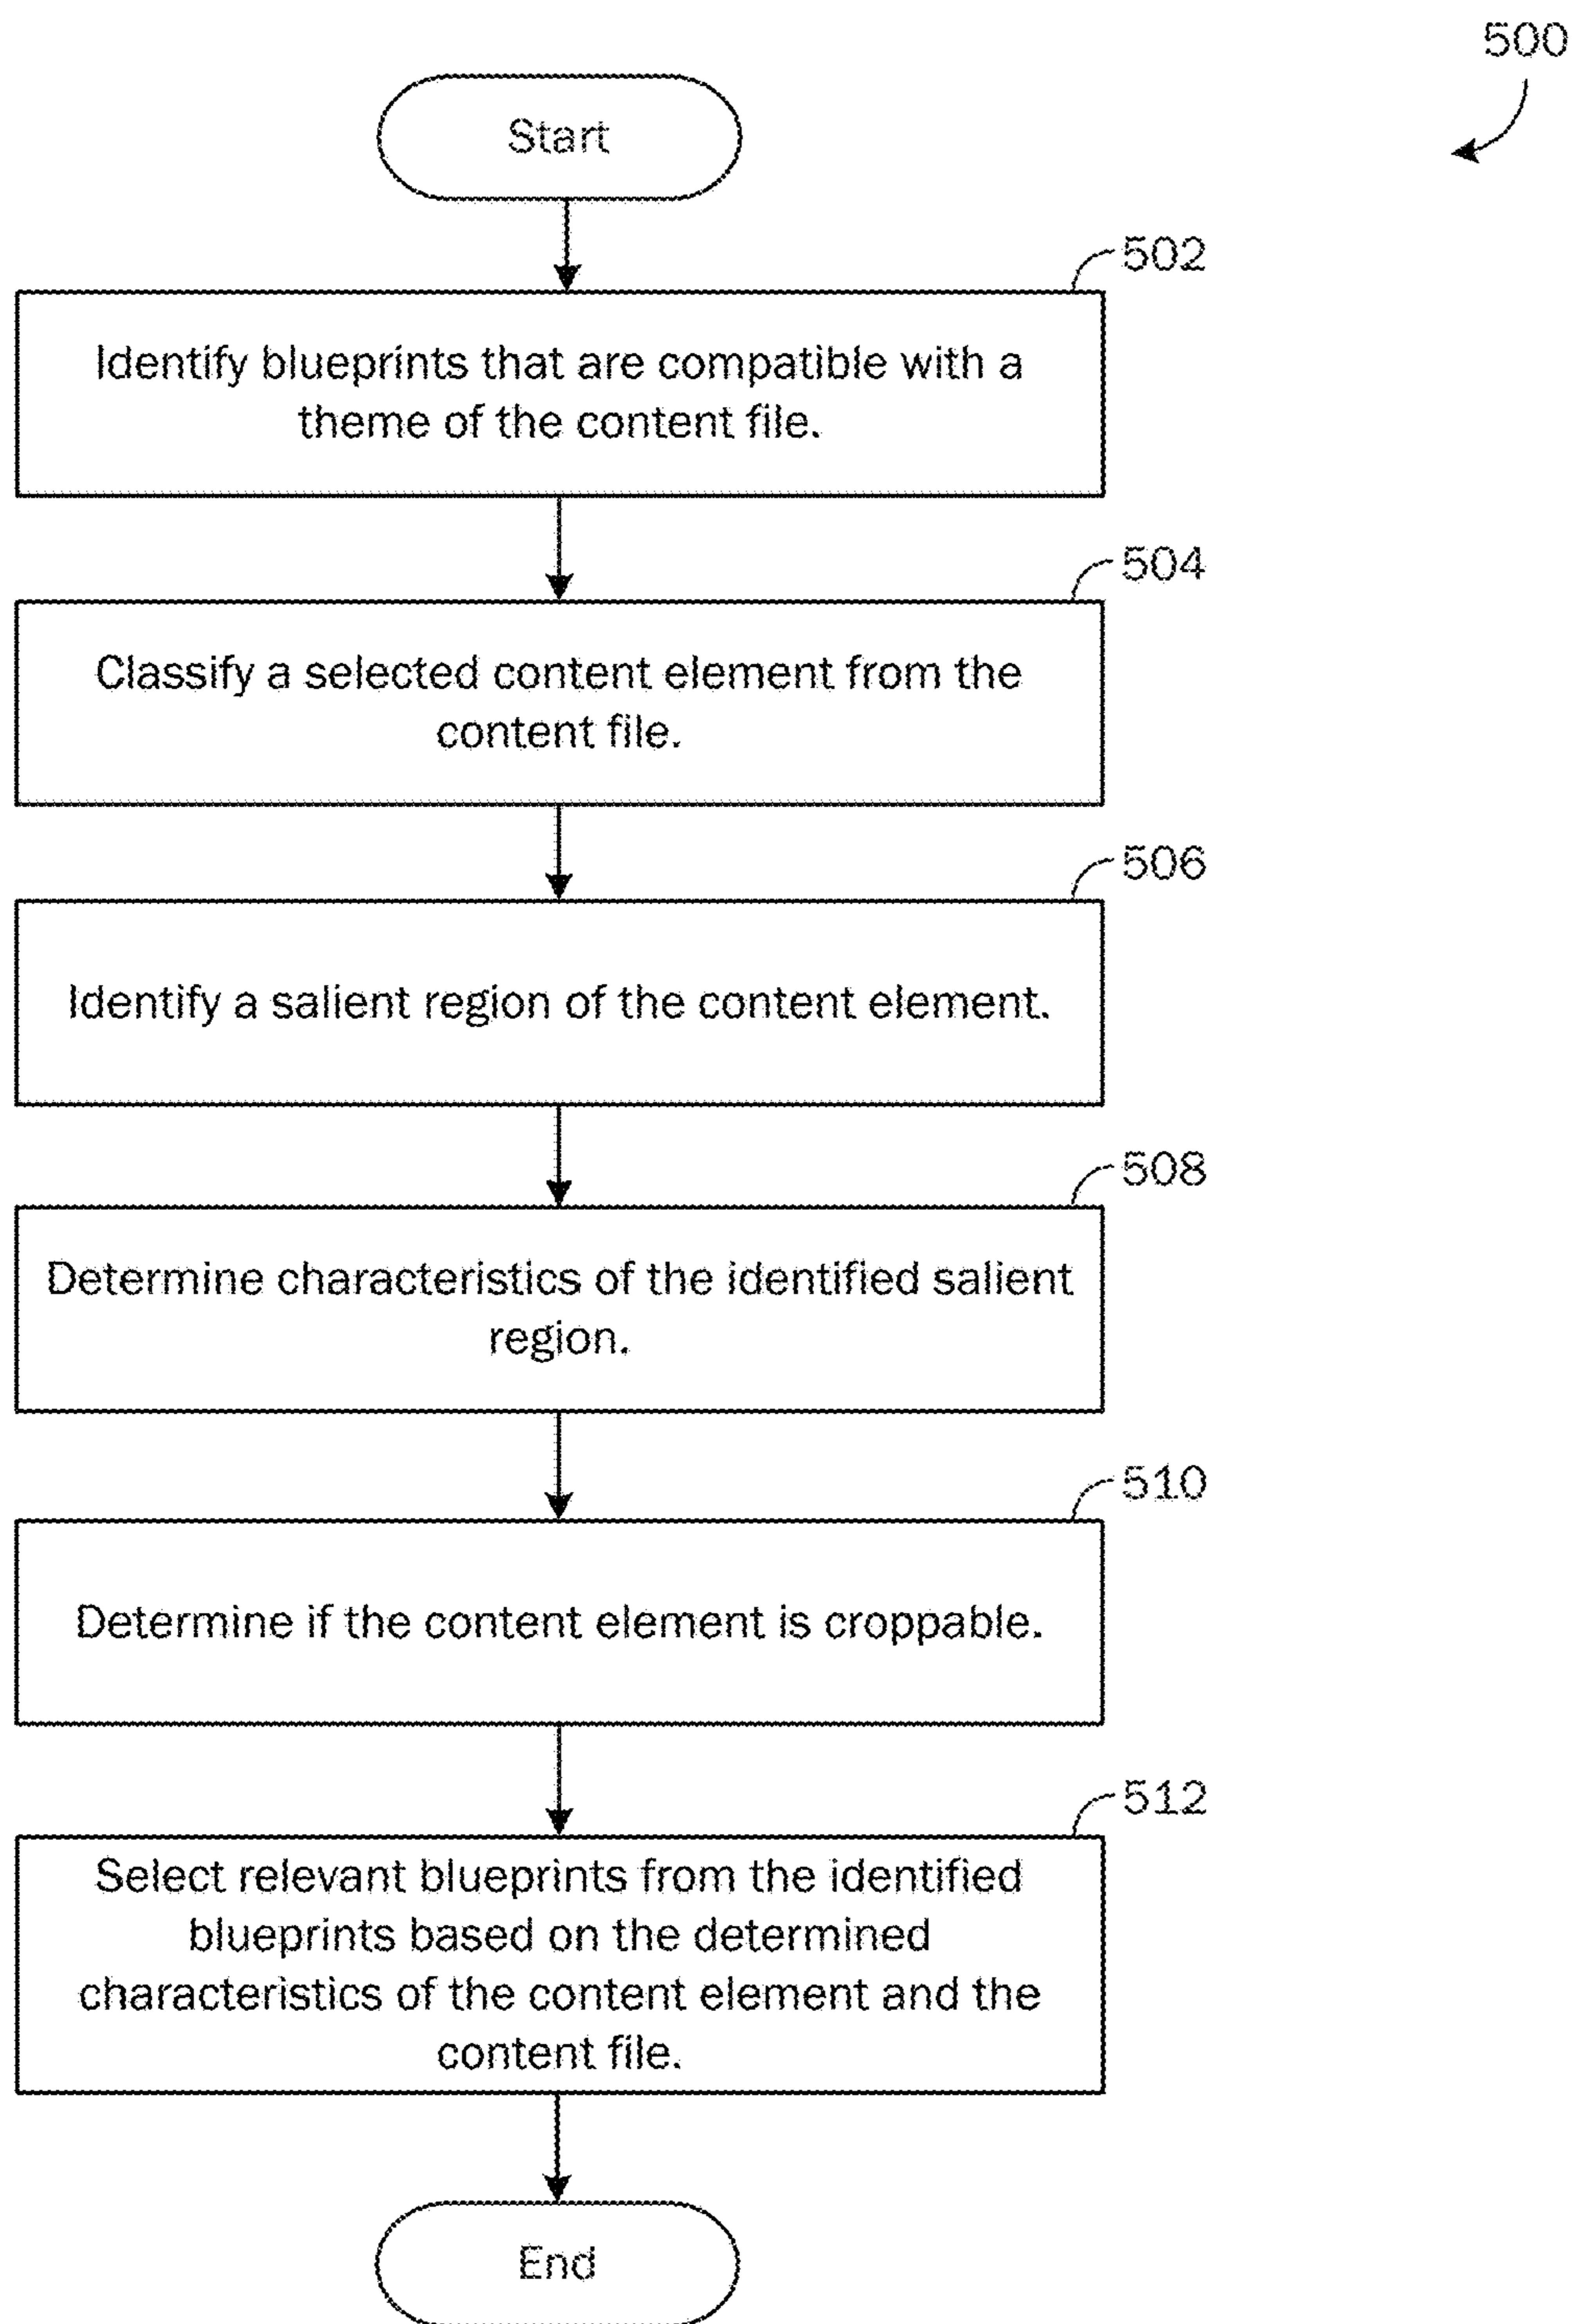 500
Start
502
Identify blueprints that are compatible with a
theme of the content file.
504
Classify a selected content element from the
content file.
506
Identify a salient region of the content element.
508
Determine characteristics of the identified salient
region.
510
Determine if the content element is croppable.
512
Select relevant blueprints from the identified
blueprints based on the determined
characteristics of the content element and the
content file.
End